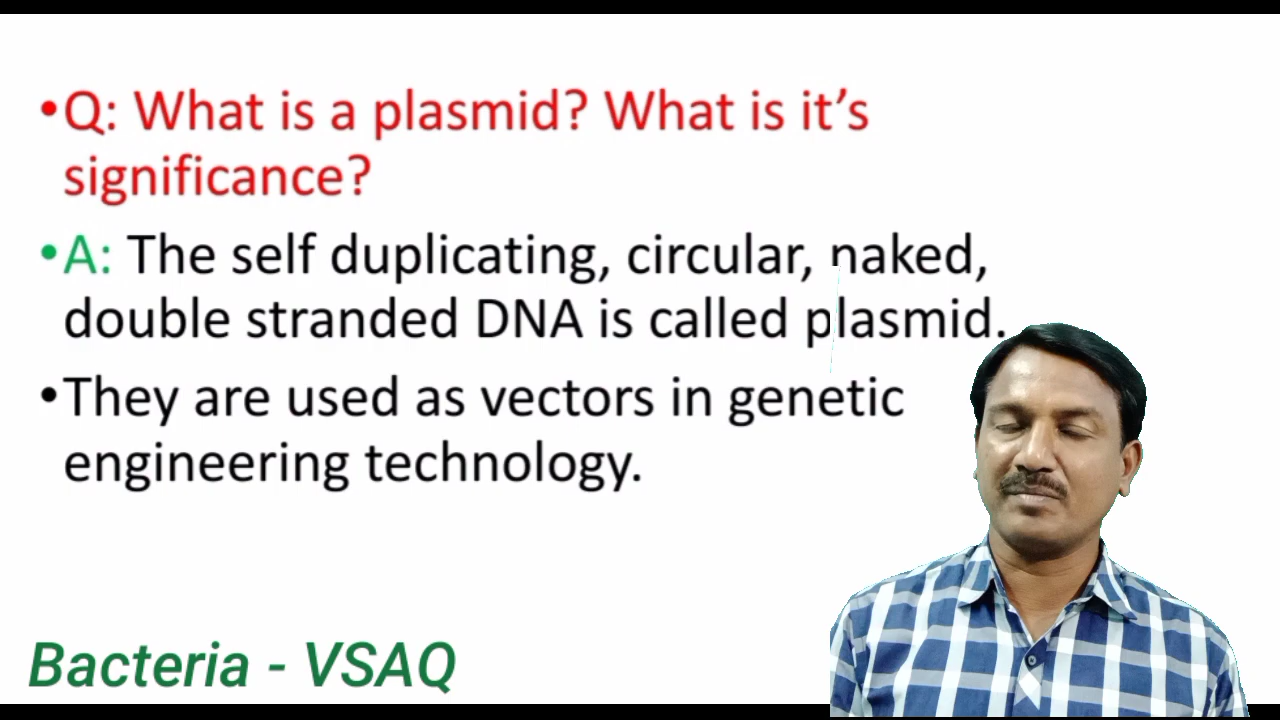 •Q: What is a plasmid? What is it’s
significance?
•A: The self duplicating, circular, naked,
double stranded DNA is called plasmid.
•They are used as vectors in genetic
engineering technology.
Bacteria - VSAQ